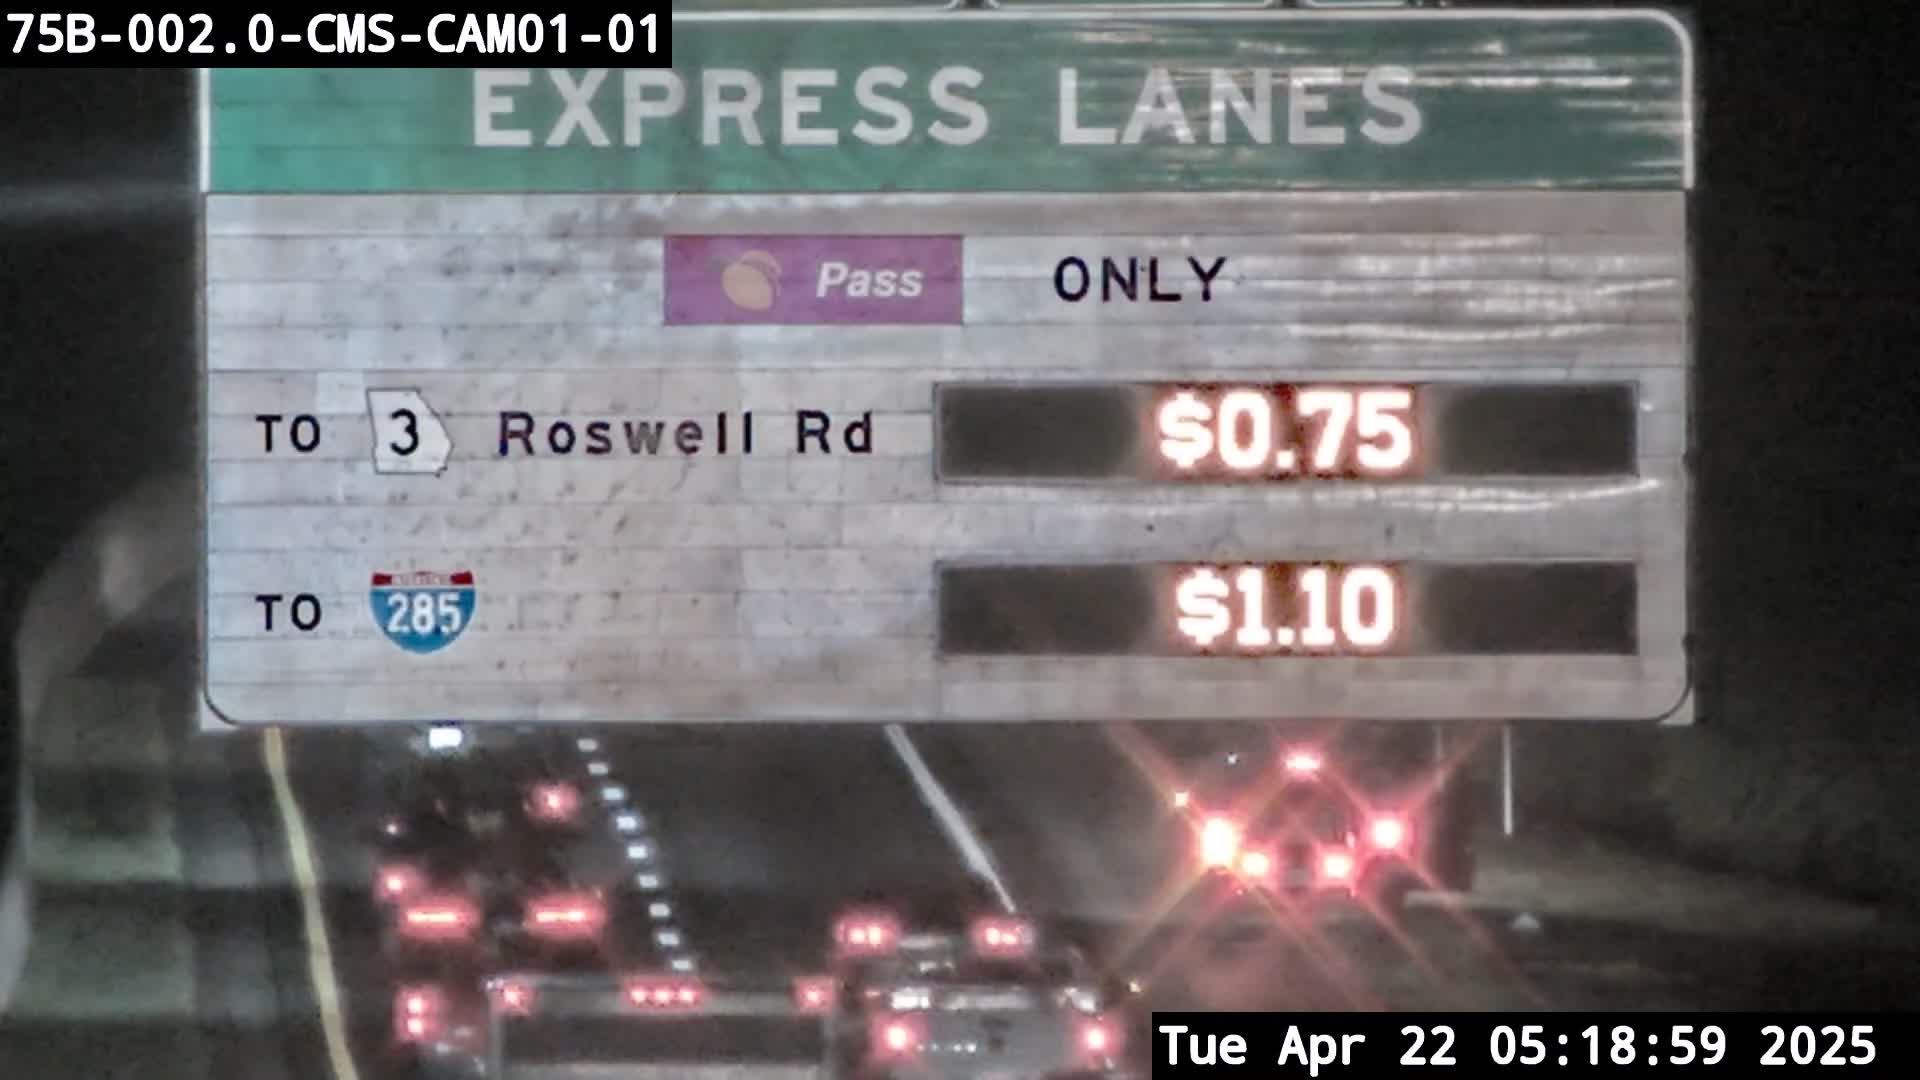 75B-002.0-CMS-CAM01-01
EXPRESS LANES
Pass ONLY
TO 3 Roswell Rd $0.75
TO 285 $1.10
Tue Apr 22 05:18:59 2025